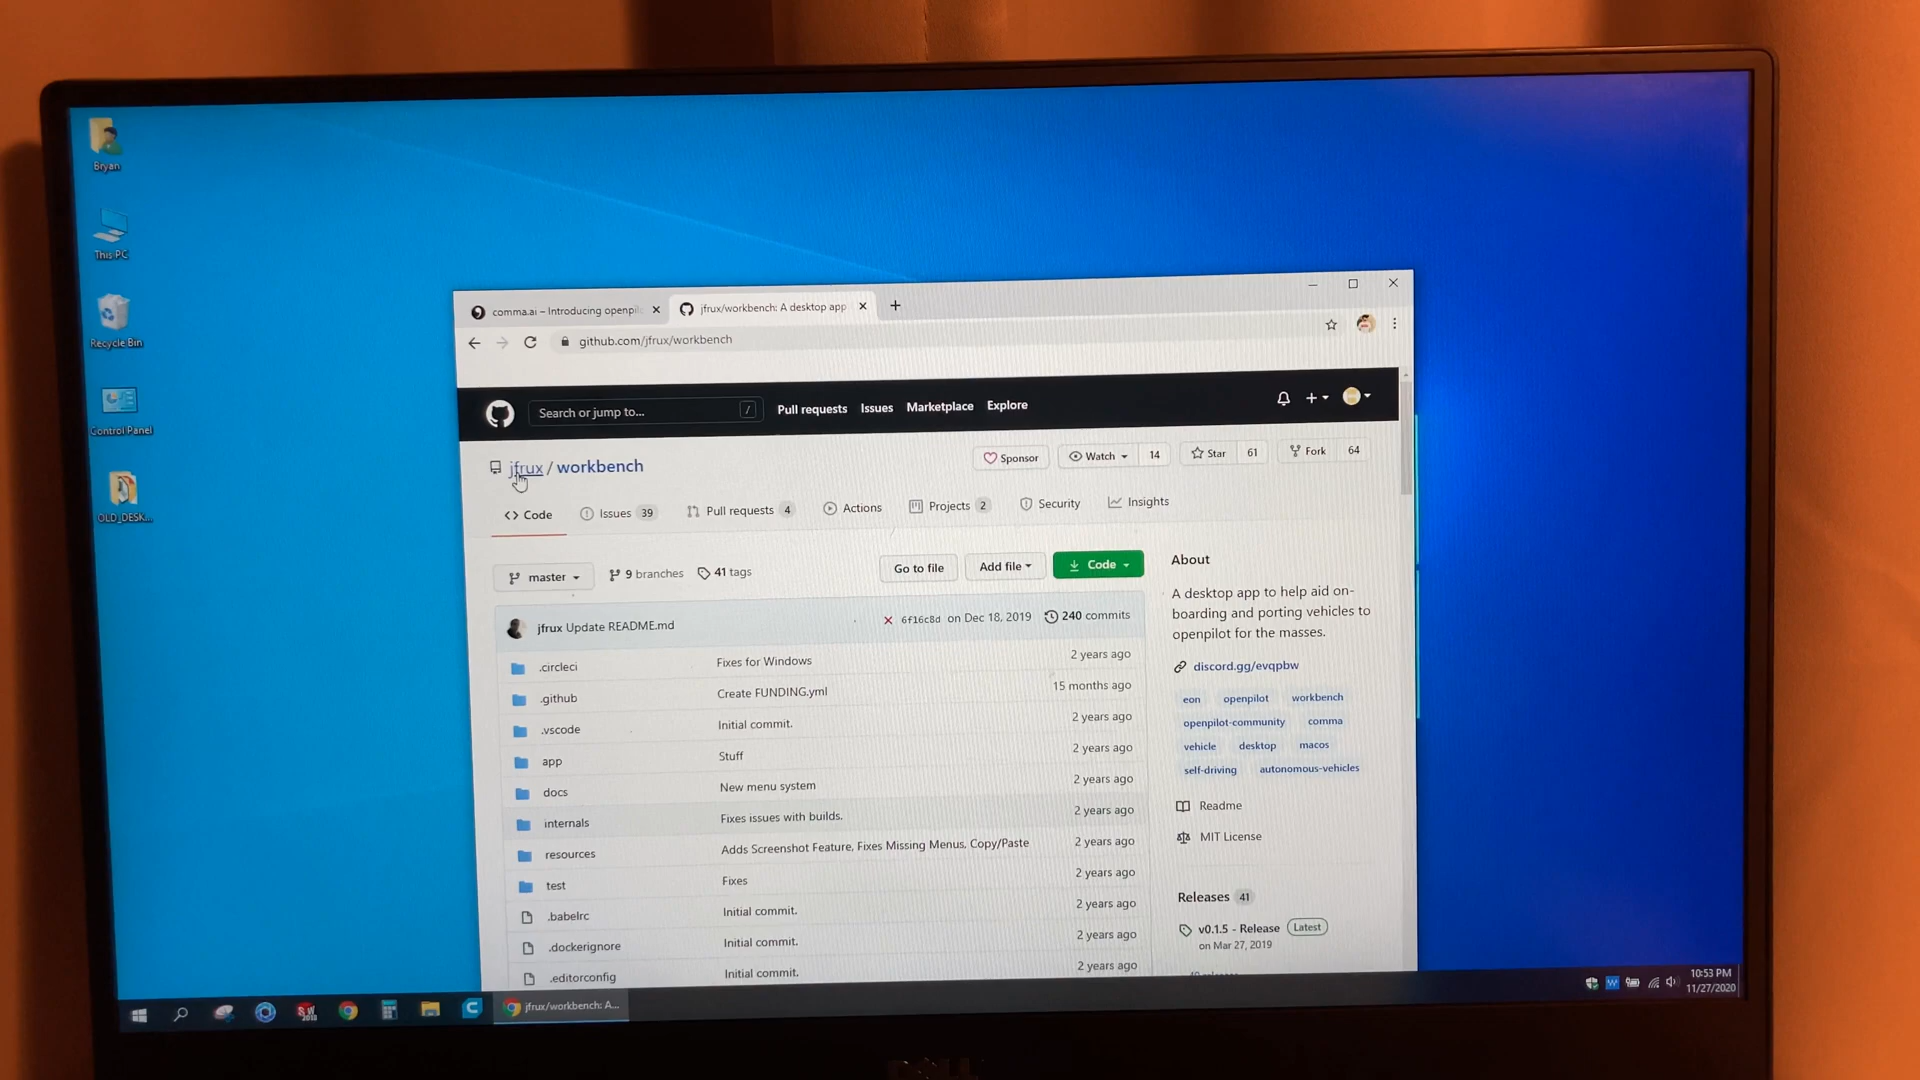 Bryan
This PC
Recycle Bin
Control Panel
OLD_DESK...
comma.ai – Introducing openpil
jfrux/workbench: A desktop app
github.com/jfrux/workbench
Search or jump to... /
Pull requests Issues Marketplace Explore
jfrux / workbench
Sponsor Watch 14 Star 61 Fork 64
Code Issues 39 Pull requests 4 Actions Projects 2 Security Insights
master 9 branches 41 tags Go to file Add file Code
jfrux Update README.md 6f16c8d on Dec 18, 2019 240 commits
.circleci Fixes for Windows 2 years ago
.github Create FUNDING.yml 15 months ago
.vscode Initial commit. 2 years ago
app Stuff 2 years ago
docs New menu system 2 years ago
internals Fixes issues with builds. 2 years ago
resources Adds Screenshot Feature, Fixes Missing Menus, Copy/Paste 2 years ago
test Fixes 2 years ago
.babelrc Initial commit. 2 years ago
.dockerignore Initial commit. 2 years ago
.editorconfig Initial commit. 2 years ago
About
A desktop app to help aid on-
boarding and porting vehicles to
openpilot for the masses.
discord.gg/evqpbw
eon openpilot workbench
openpilot-community comma
vehicle desktop macos
self-driving autonomous-vehicles
Readme
MIT License
Releases 41
v0.1.5 - Release Latest
on Mar 27, 2019
jfrux/workbench: A...
10:53 PM
11/27/2020